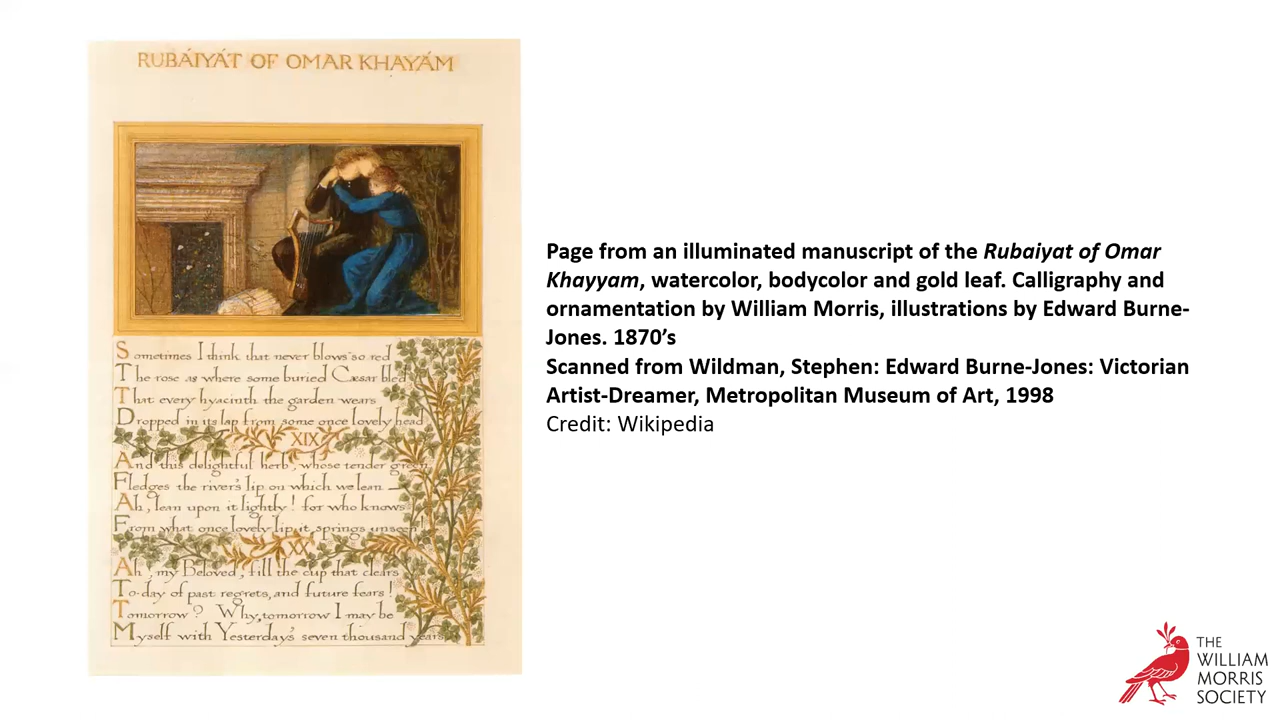 RUBÁIYÁT OF OMAR KHAYÁM
Sometimes I think that never blows so red
The rose as where some buried Cæsar bled
That every hyacinth the garden wears
Dropped in its lap from some once lovely head
XIX
And this delightful herb, whose tender green
Fledges the river's lip on which we lean —
Ah, lean upon it lightly! for who knows
From what once lovely lip it springs unseen!
XX
Ah, my Beloved, fill the cup that clears
To-day of past regrets, and future fears!
Tomorrow? Why, tomorrow I may be
Myself with Yesterday's seven thousand years
Page from an illuminated manuscript of the Rubaiyat of Omar
Khayyam, watercolor, bodycolor and gold leaf. Calligraphy and
ornamentation by William Morris, illustrations by Edward Burne-
Jones. 1870's
Scanned from Wildman, Stephen: Edward Burne-Jones: Victorian
Artist-Dreamer, Metropolitan Museum of Art, 1998
Credit: Wikipedia
THE
WILLIAM
MORRIS
SOCIETY